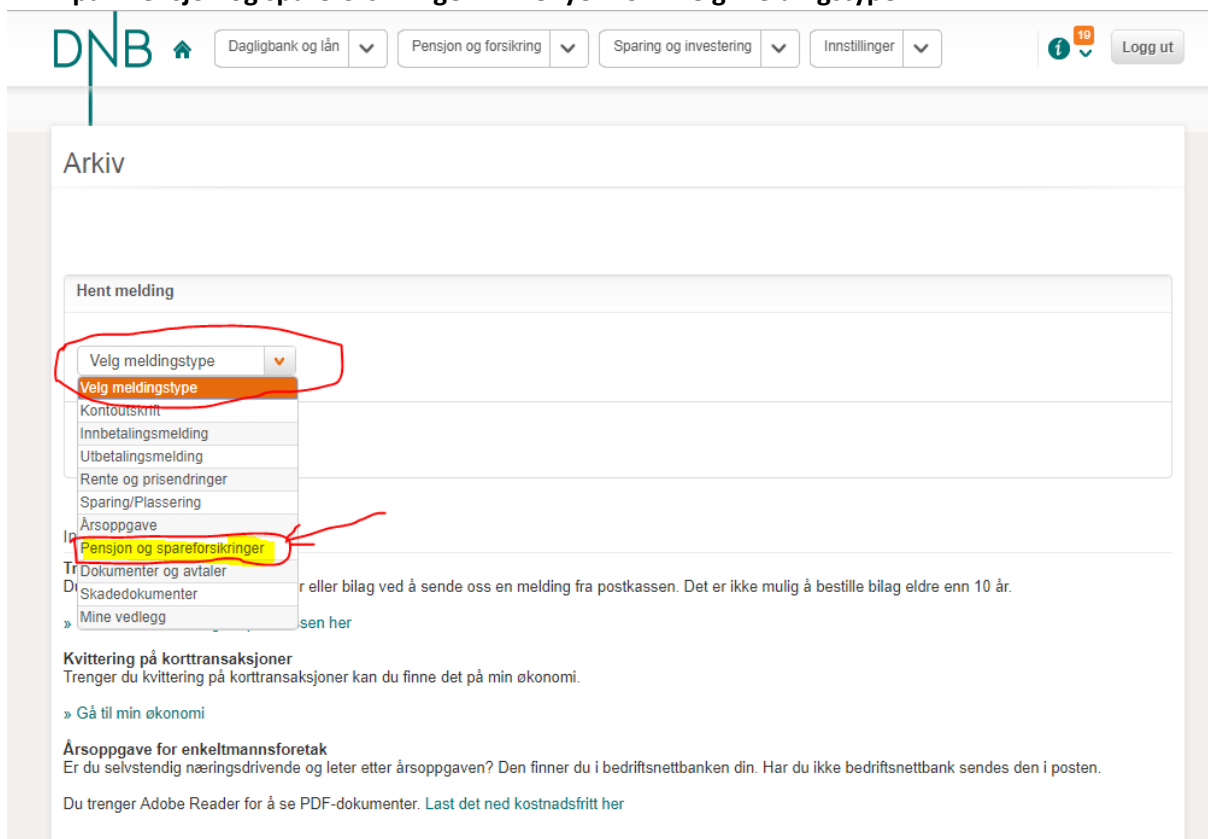 DNB
Dagligbank og lån
Pensjon og forsikring
Sparing og investering
Innstillinger
19
Logg ut
Arkiv
Hent melding
Velg meldingstype
Velg meldingstype
Kontoutskrift
Innbetalingsmelding
Utbetalingsmelding
Rente og prisendringer
Sparing/Plassering
Årsoppgave
Pensjon og spareforsikringer
Dokumenter og avtaler
Skadedokumenter
Mine vedlegg
eller bilag ved å sende oss en melding fra postkassen. Det er ikke mulig å bestille bilag eldre enn 10 år.
» her
Kvittering på korttransaksjoner
Trenger du kvittering på korttransaksjoner kan du finne det på min økonomi.
» Gå til min økonomi
Årsoppgave for enkeltmannsforetak
Er du selvstendig næringsdrivende og leter etter årsoppgaven? Den finner du i bedriftsnettbanken din. Har du ikke bedriftsnettbank sendes den i posten.
Du trenger Adobe Reader for å se PDF-dokumenter. Last det ned kostnadsfritt her